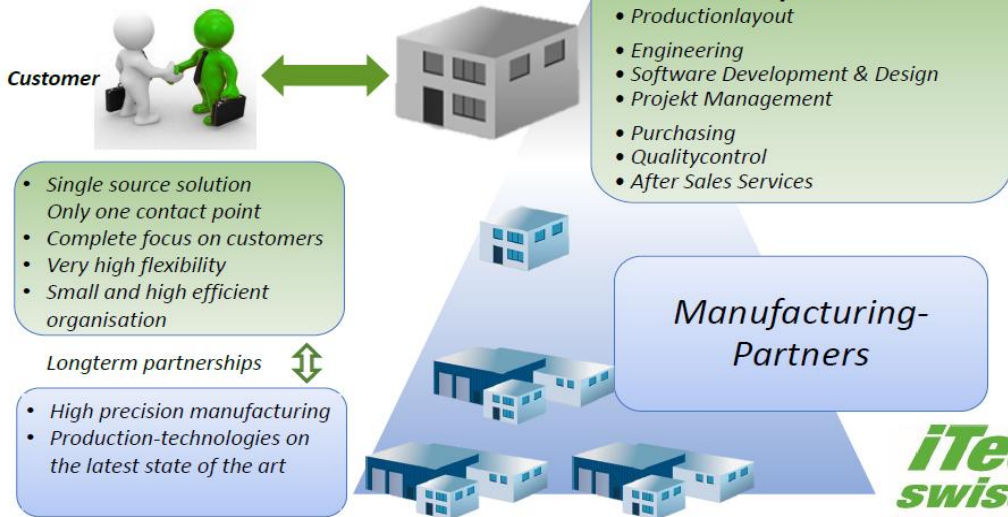 • Productionlayout
• Engineering
• Software Development & Design
• Projekt Management
• Purchasing
• Qualitycontrol
• After Sales Services
Customer
• Single source solution
Only one contact point
• Complete focus on customers
• Very high flexibility
• Small and high efficient
organisation
Longterm partnerships
• High precision manufacturing
• Production-technologies on
the latest state of the art
Manufacturing-
Partners
iTe
swis